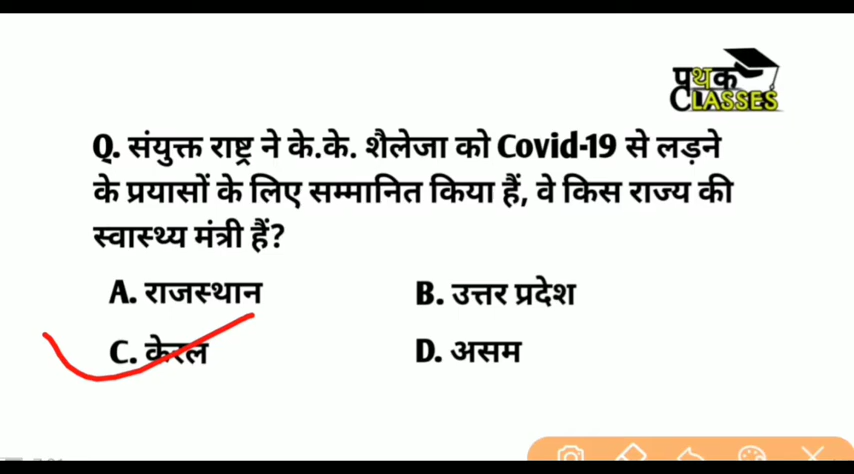 पृथक
CLASSES
Q. संयुक्त राष्ट्र ने के.के. शैलेजा को Covid-19 से लड़ने
के प्रयासों के लिए सम्मानित किया हैं, वे किस राज्य की
स्वास्थ्य मंत्री हैं?
A. राजस्थान
B. उत्तर प्रदेश
C. केरल
D. असम